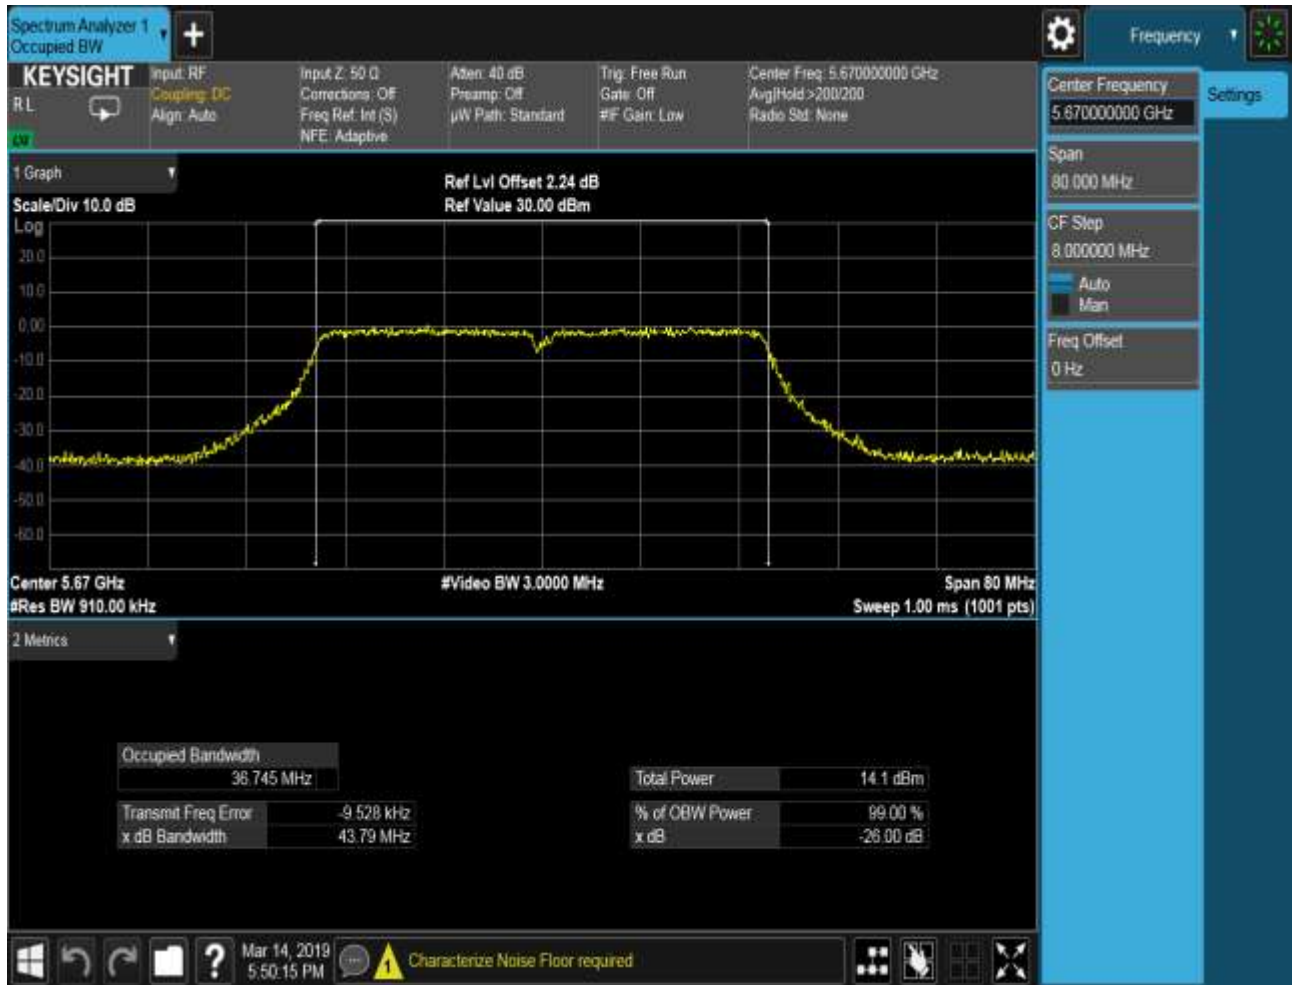 Spectrum Analyzer 1
Occupied BW
Frequency
KEYSIGHT
R L
Input: RF
Coupling: DC
Align: Auto
Input Z: 50 Ω
Corrections: Off
Freq Ref: Int (S)
NFE: Adaptive
Atten: 40 dB
Preamp: Off
µW Path: Standard
Trig: Free Run
Gate: Off
#IF Gain: Low
Center Freq: 5.670000000 GHz
Avg|Hold:>200/200
Radio Std: None
Center Frequency
5.670000000 GHz
Settings
Span
80.000 MHz
CF Step
8.000000 MHz
Auto
Man
Freq Offset
0 Hz
1 Graph
Scale/Div 10.0 dB
Ref Lvl Offset 2.24 dB
Ref Value 30.00 dBm
Log
20.0
10.0
0.00
-10.0
-20.0
-30.0
-40.0
-50.0
-60.0
Center 5.67 GHz
#Video BW 3.0000 MHz
Span 80 MHz
#Res BW 910.00 kHz
Sweep 1.00 ms (1001 pts)
2 Metrics
Occupied Bandwidth
36.745 MHz
Total Power 14.1 dBm
Transmit Freq Error -9.528 kHz
% of OBW Power 99.00 %
x dB Bandwidth 43.79 MHz
x dB -26.00 dB
?
Mar 14, 2019
5:50:15 PM
1
Characterize Noise Floor required